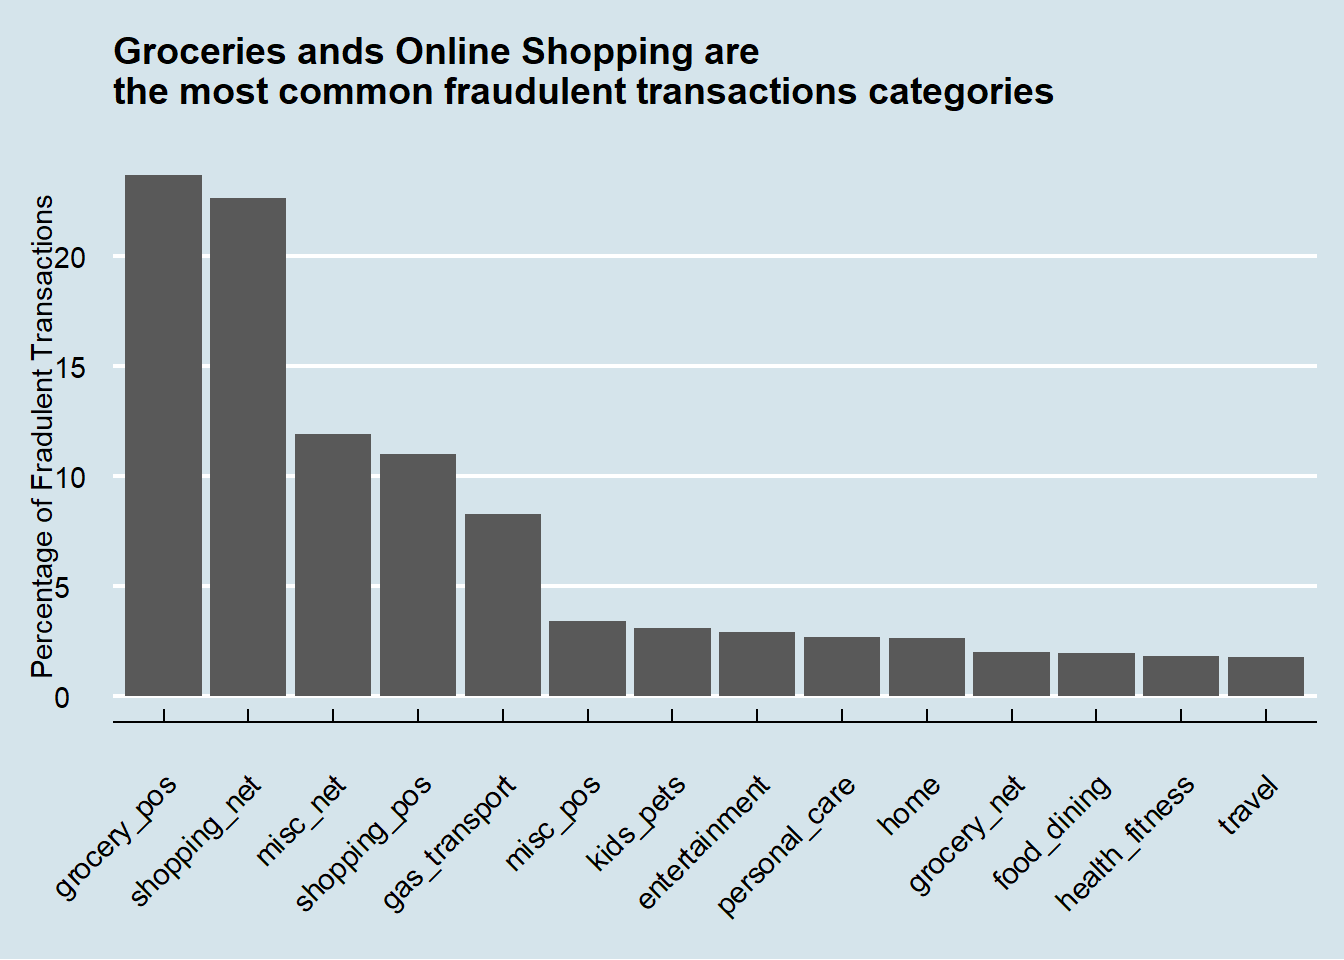 Groceries ands Online Shopping are
the most common fraudulent transactions categories
Percentage of Fradulent Transactions
20
15
10
5
0
grocery_pos
shopping_net
misc_net
shopping_pos
gas_transport
misc_pos
kids_pets
entertainment
personal_care
home
grocery_net
food_dining
health_fitness
travel